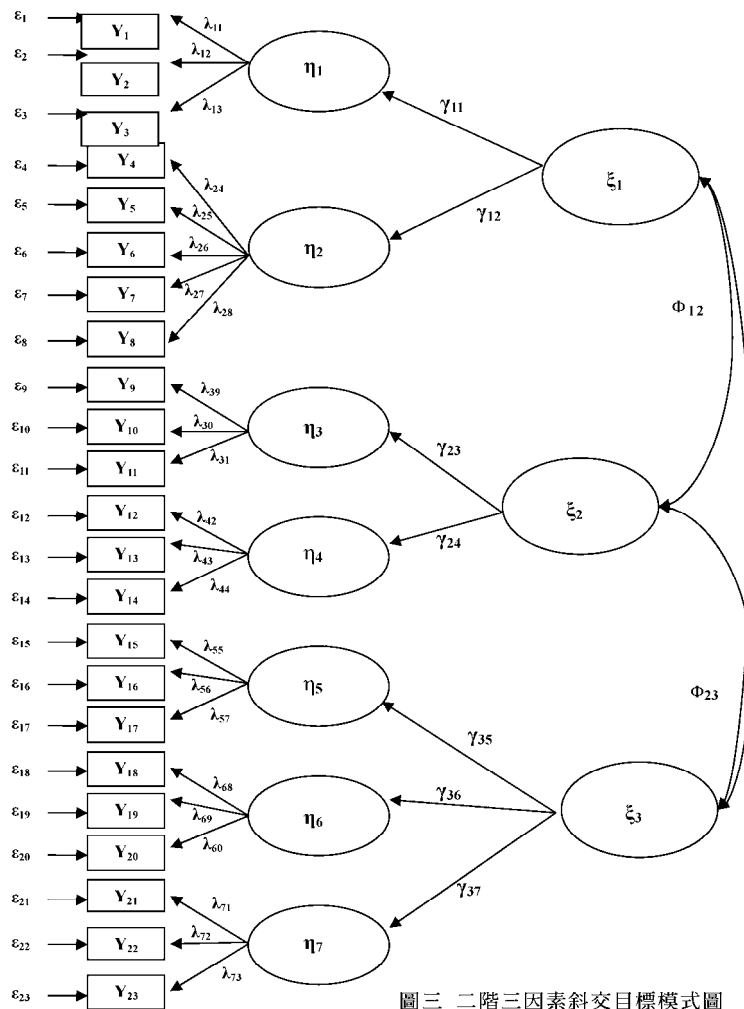 ε₁ Y₁ λ₁₁
ε₂ Y₂ λ₁₂ η₁
ε₃ Y₃ λ₁₃ γ₁₁
ε₄ Y₄ λ₂₄ ξ₁
ε₅ Y₅ λ₂₅ γ₁₂
ε₆ Y₆ λ₂₆ η₂
ε₇ Y₇ λ₂₇
ε₈ Y₈ λ₂₈ Φ₁₂
ε₉ Y₉ λ₃₉
ε₁₀ Y₁₀ λ₃₀ η₃ γ₂₃
ε₁₁ Y₁₁ λ₃₁
ε₁₂ Y₁₂ λ₄₂ ξ₂
ε₁₃ Y₁₃ λ₄₃ η₄ γ₂₄
ε₁₄ Y₁₄ λ₄₄
ε₁₅ Y₁₅ λ₅₅
ε₁₆ Y₁₆ λ₅₆ η₅ Φ₂₃
ε₁₇ Y₁₇ λ₅₇ γ₃₅
ε₁₈ Y₁₈ λ₆₈
ε₁₉ Y₁₉ λ₆₉ η₆ γ₃₆ ξ₃
ε₂₀ Y₂₀ λ₆₀
ε₂₁ Y₂₁ λ₇₁ γ₃₇
ε₂₂ Y₂₂ λ₇₂ η₇
ε₂₃ Y₂₃ λ₇₃
圖三 二階三因素斜交目標模式圖